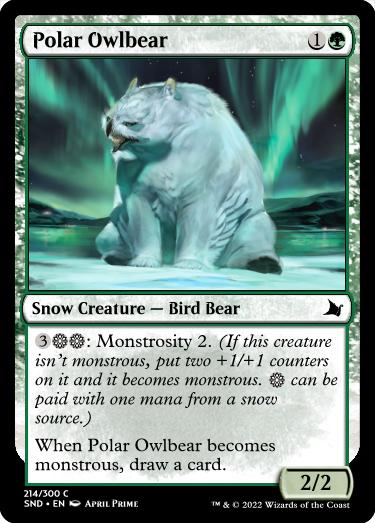 Polar Owlbear 1
Snow Creature — Bird Bear
3: Monstrosity 2. (If this creature
isn't monstrous, put two +1/+1 counters
on it and it becomes monstrous. can be
paid with one mana from a snow
source.)
When Polar Owlbear becomes
monstrous, draw a card.
2/2
214/300 C
SND • EN April Prime ™ & © 2022 Wizards of the Coast